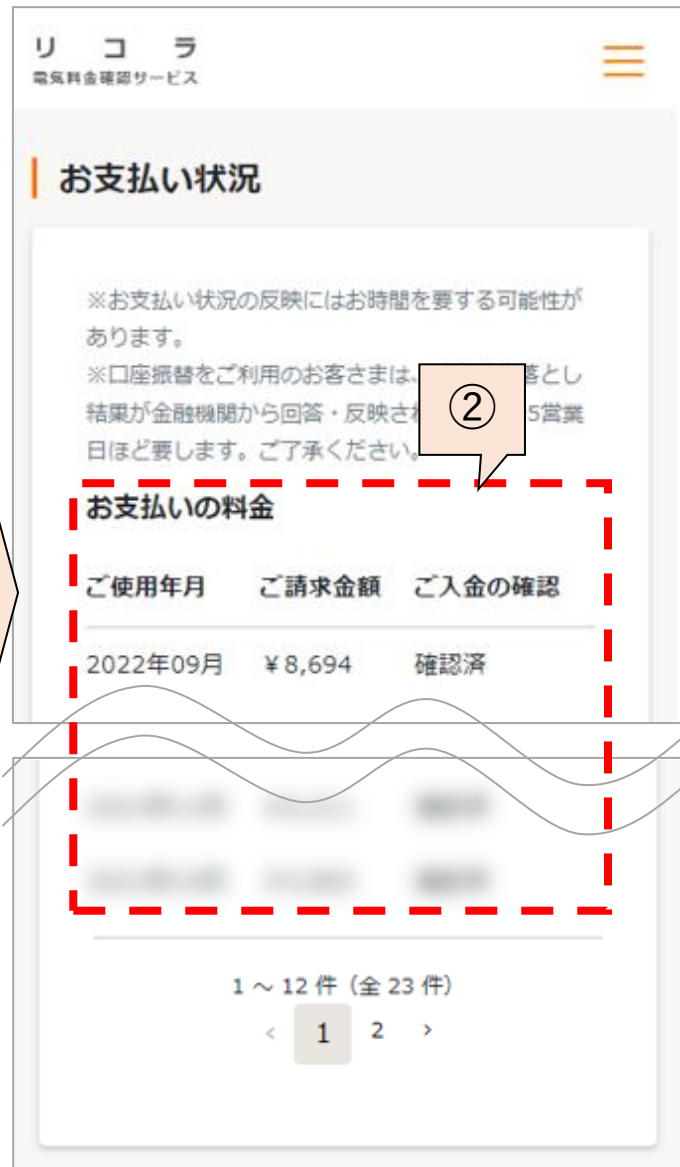 リコラ
電気料金確認サービス
お支払い状況
※お支払い状況の反映にはお時間を要する可能性が
あります。
※口座振替をご利用のお客さまは、 落とし
結果が金融機関から回答・反映さ 5営業
日ほど要します。ご了承ください。
②
お支払いの料金
ご使用年月 ご請求金額 ご入金の確認
2022年09月 ¥8,694 確認済
1 ～ 12 件（全 23 件）
< 1 2 >